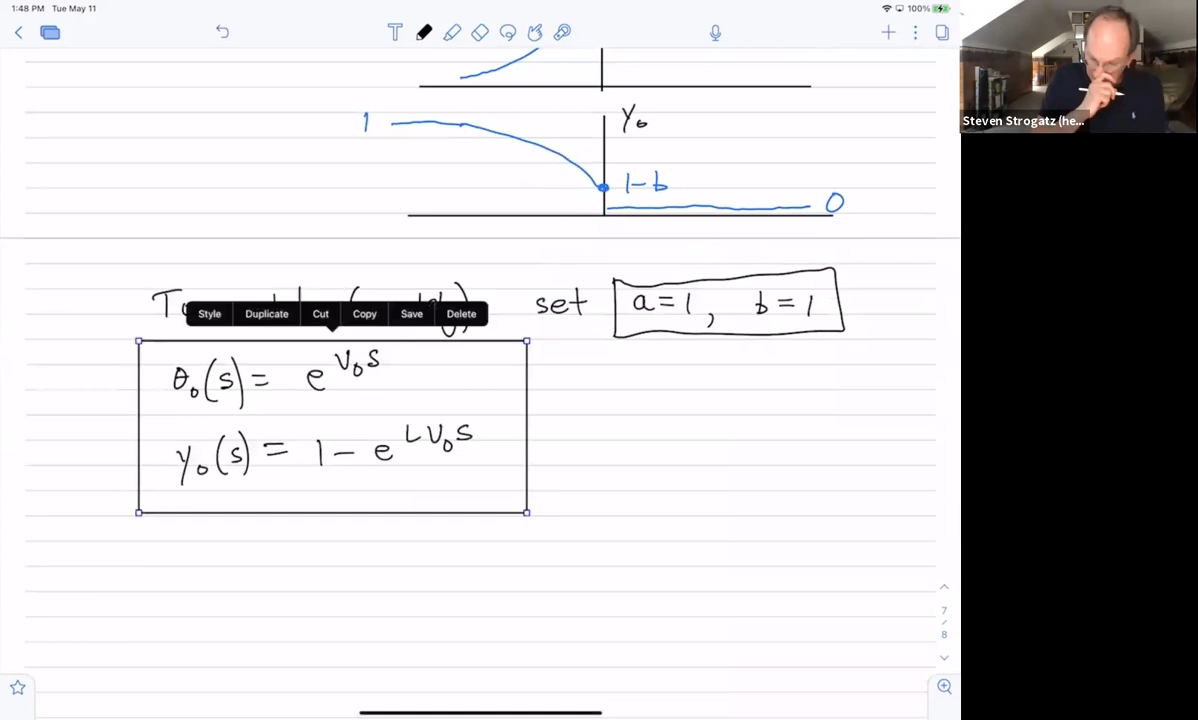 1:48 PM Tue May 11
100%
Steven Strogatz (he...
Y₀
1
1-b
0
set a=1, b=1
Style Duplicate Cut Copy Save Delete
θ₀(s) = e^{V₀s}
y₀(s) = 1 - e^{LV₀s}
7
/
8